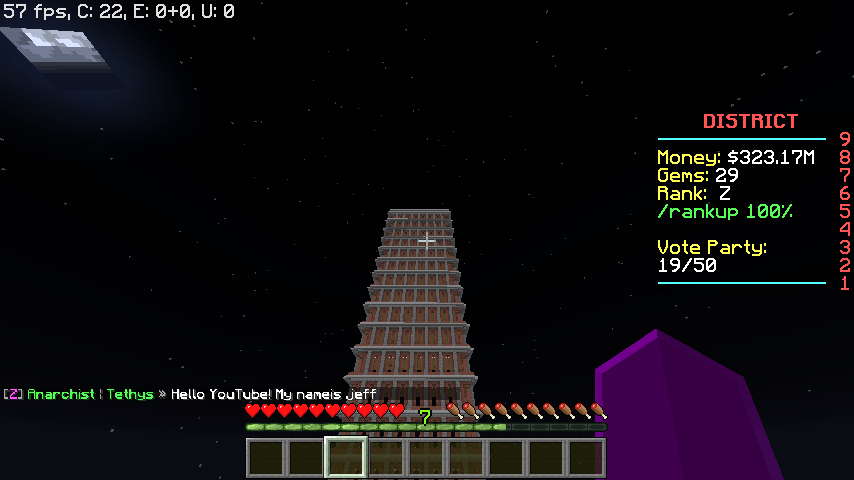 57 fps, C: 22, E: 0+0, U: 0
DISTRICT
9
Money: $323.17M 8
Gems: 29 7
Rank: Z 6
/rankup 100% 5
4
Vote Party: 3
19/50 2
1
[Z] Anarchist | Tethys » Hello YouTube! My nameis jeff
7